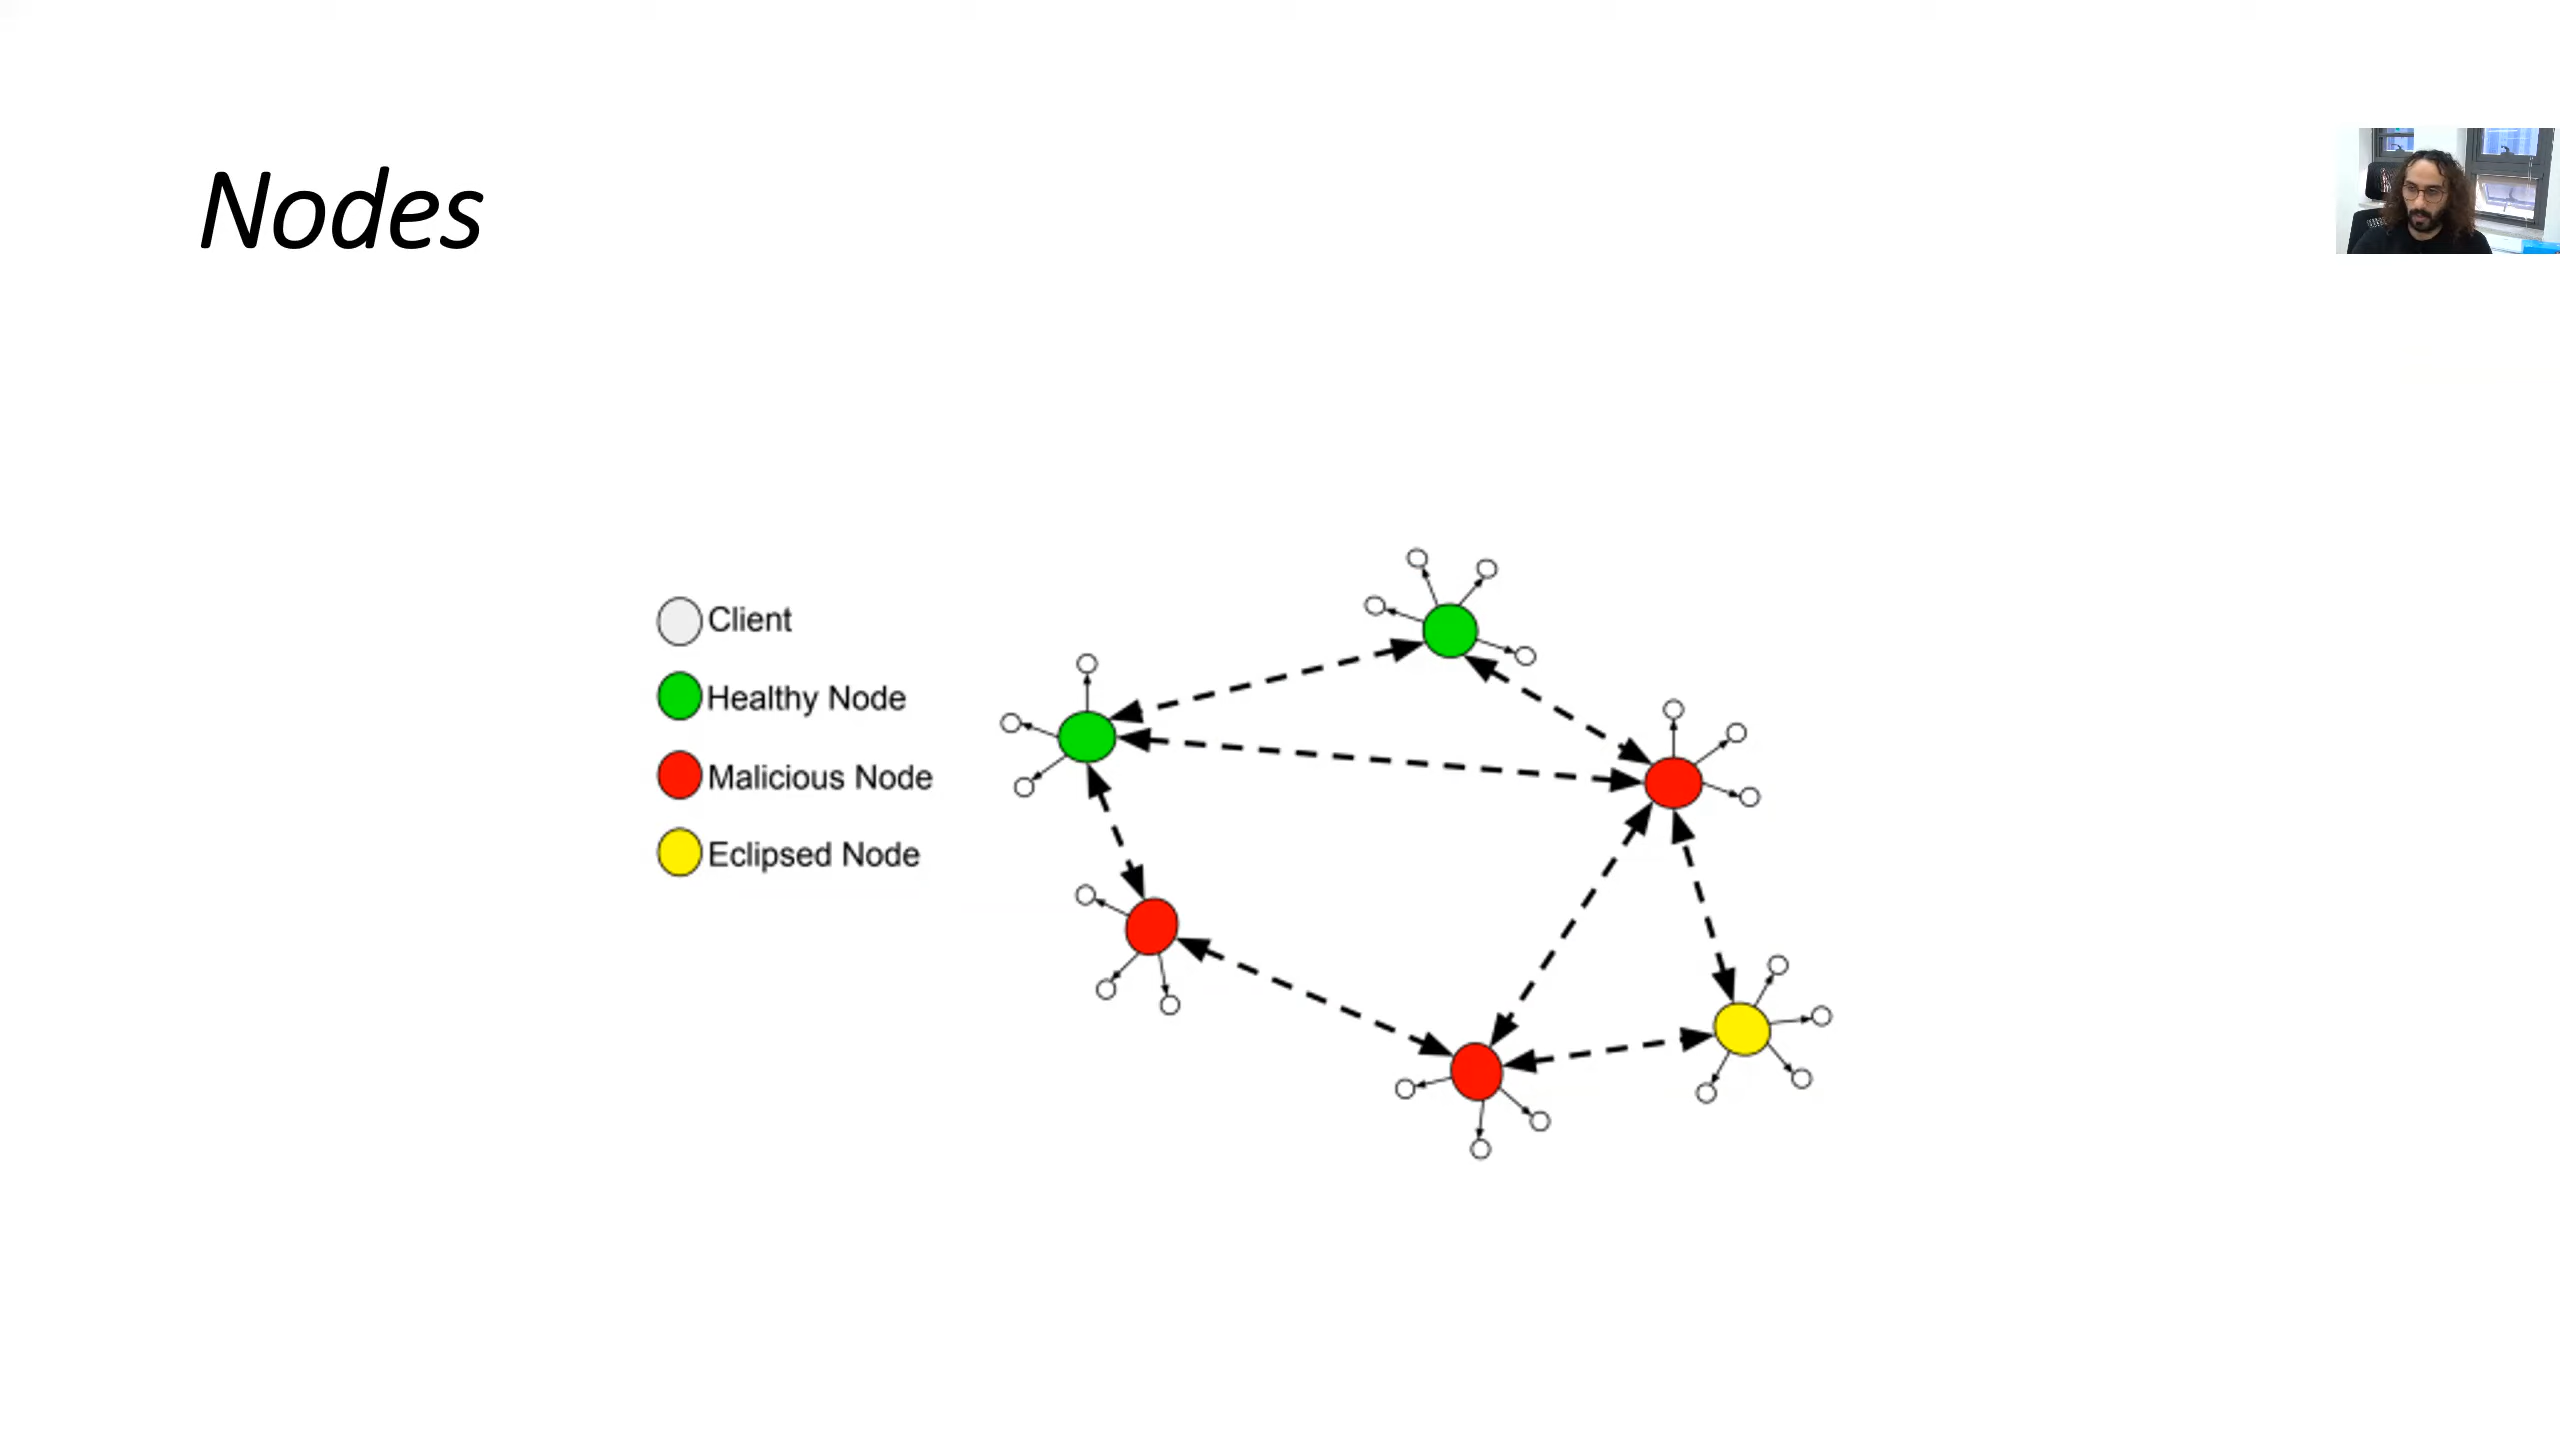 Nodes
Client
Healthy Node
Malicious Node
Eclipsed Node